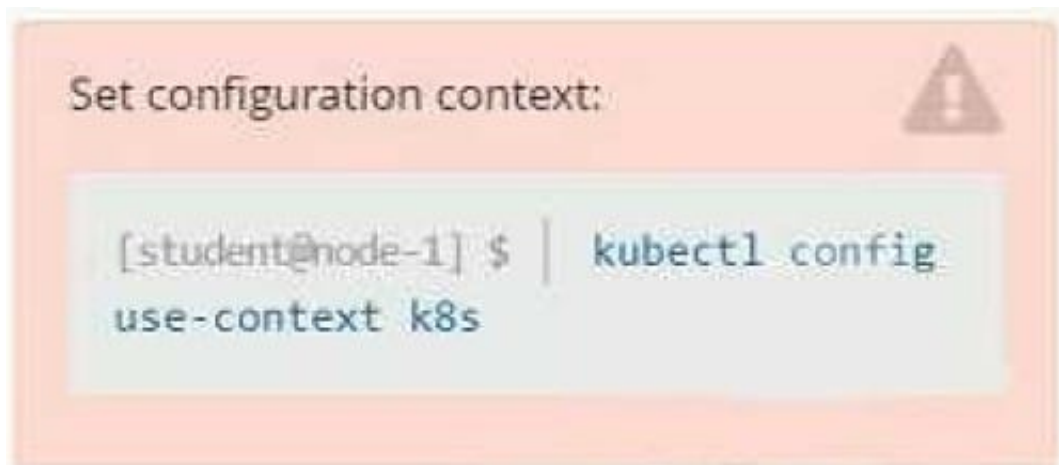 Set configuration context:
[student@node-1] $ | kubectl config
use-context k8s